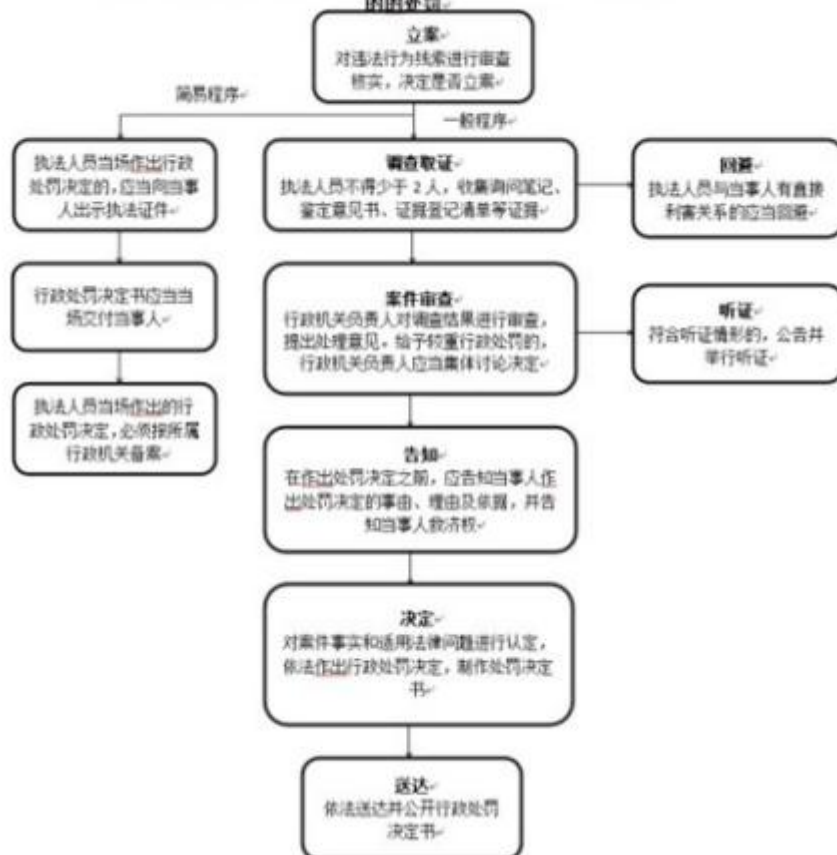 的的处罚
立案
对违法行为线索进行审查
核实，决定是否立案
简易程序
一般程序
执法人员当场作出行政
处罚决定的，应当向当事
人出示执法证件
调查取证
执法人员不得少于 2 人，收集询问笔记、
鉴定意见书、证据登记清单等证据
回避
执法人员与当事人有直接
利害关系的应当回避
行政处罚决定书应当当
场交付当事人
案件审查
行政机关负责人对调查结果进行审查，
提出处理意见，给予较重行政处罚的，
行政机关负责人应当集体讨论决定
听证
符合听证情形的，公告并
举行听证
执法人员当场作出的行
政处罚决定，必须按所属
行政机关备案
告知
在作出处罚决定之前，应告知当事人作
出处罚决定的事由、理由及依据，并告
知当事人救济权
决定
对案件事实和适用法律问题进行认定，
依法作出行政处罚决定，制作处罚决定
书
送达
依法送达并公开行政处罚
决定书